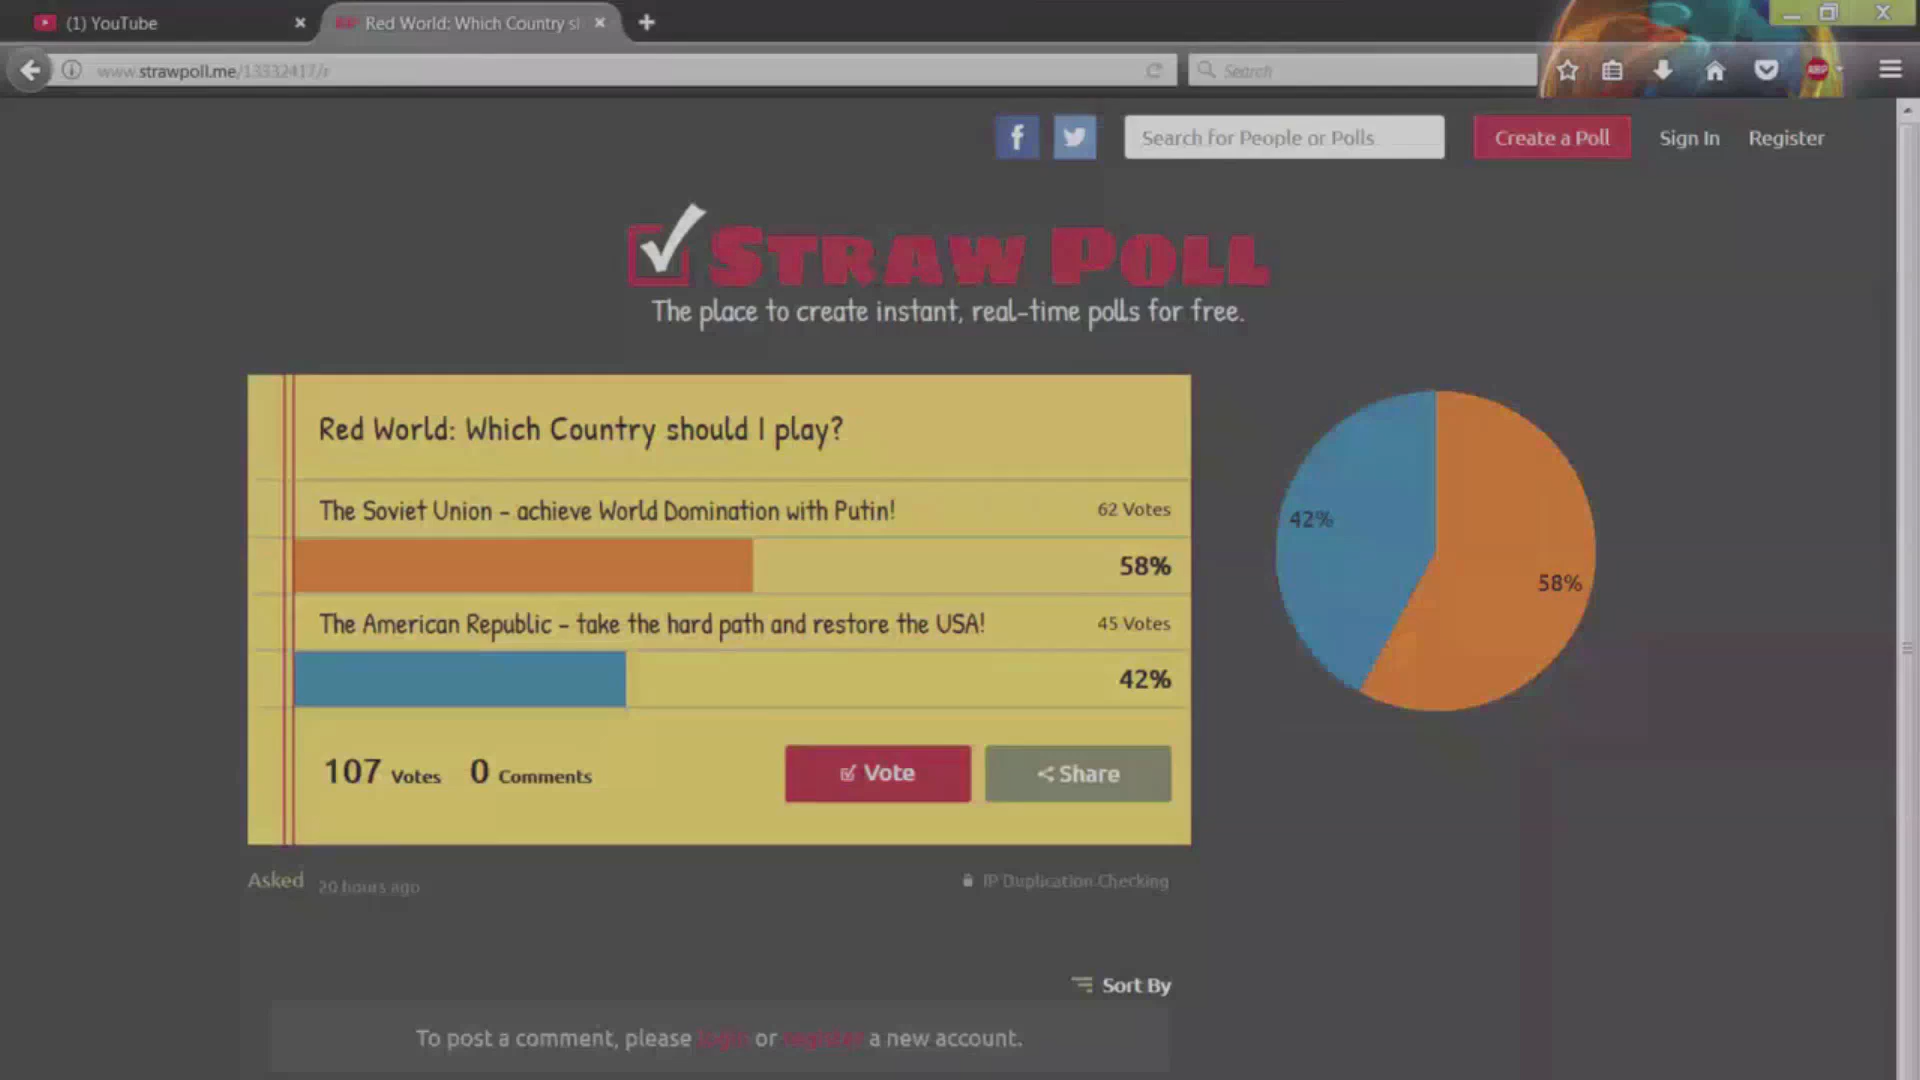 (1) YouTube
Red World: Which Country sl
www.strawpoll.me/13332417/r
Search
ABP
Search for People or Polls
Create a Poll
Sign In
Register
STRAW POLL
The place to create instant, real-time polls for free.
Red World: Which Country should I play?
The Soviet Union - achieve World Domination with Putin!
62 Votes
58%
The American Republic - take the hard path and restore the USA!
45 Votes
42%
107 Votes 0 Comments
Vote
Share
42%
58%
Asked 20 hours ago
IP Duplication Checking
Sort By
To post a comment, please login or register a new account.